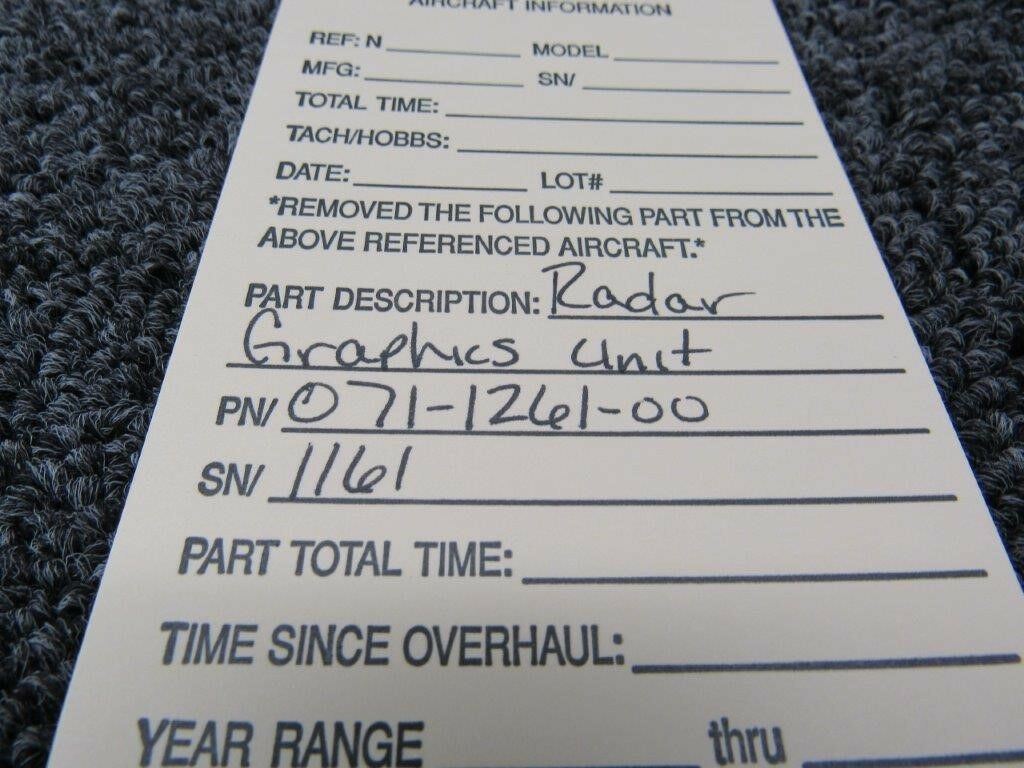 AIRCRAFT INFORMATION
REF: N MODEL
MFG: SN/
TOTAL TIME:
TACH/HOBBS:
DATE: LOT#
*REMOVED THE FOLLOWING PART FROM THE
ABOVE REFERENCED AIRCRAFT.*
PART DESCRIPTION: Radar
Graphics Unit
PN/ 071-1261-00
SN/ 1161
PART TOTAL TIME:
TIME SINCE OVERHAUL:
YEAR RANGE thru